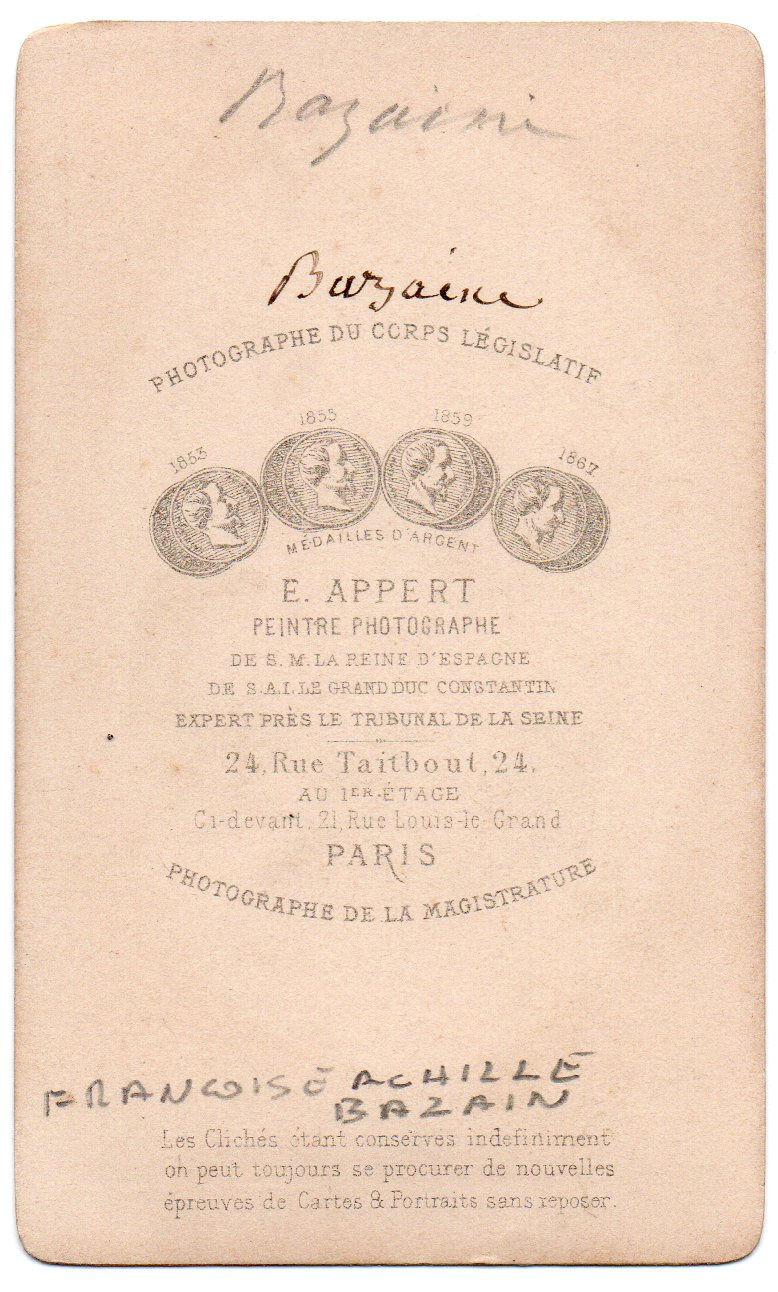 Bazaine
Bazaine
PHOTOGRAPHE DU CORPS LÉGISLATIF
1853 1855 1859 1867
MÉDAILLES D'ARGENT
E. APPERT
PEINTRE PHOTOGRAPHE
DE S. M. LA REINE D'ESPAGNE
DE S.A.I. LE GRAND DUC CONSTANTIN
EXPERT PRÈS LE TRIBUNAL DE LA SEINE
24, Rue Taitbout, 24.
AU 1ER ÉTAGE
Ci-devant, 21, Rue Louis-le-Grand
PARIS
PHOTOGRAPHE DE LA MAGISTRATURE
FRANCOISE ACHILLE
BAZAIN
Les Clichés étant conservés indéfiniment
on peut toujours se procurer de nouvelles
épreuves de Cartes & Portraits sans reposer.